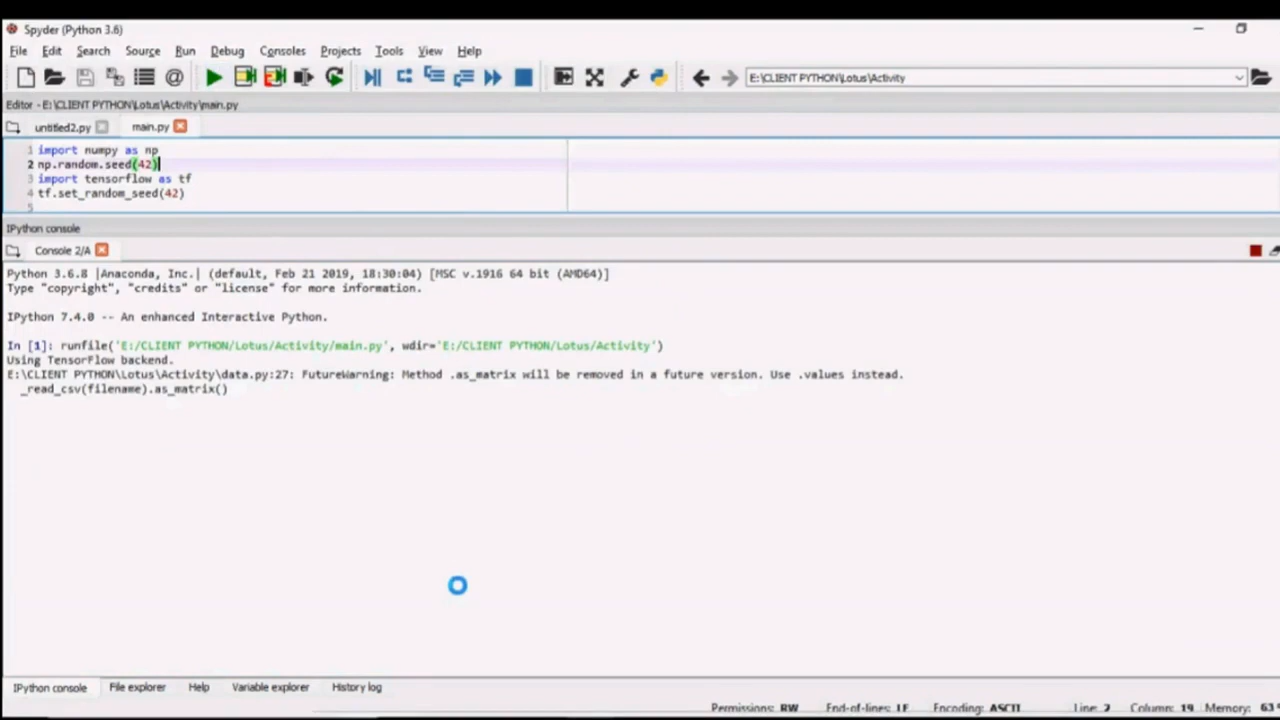 Spyder (Python 3.6)
File Edit Search Source Run Debug Consoles Projects Tools View Help
E:\CLIENT PYTHON\Lotus\Activity
Editor - E:\CLIENT PYTHON\Lotus\Activity\main.py
untitled2.py main.py
1 import numpy as np
2 np.random.seed(42)
3 import tensorflow as tf
4 tf.set_random_seed(42)
5
IPython console
Console 2/A
Python 3.6.8 |Anaconda, Inc.| (default, Feb 21 2019, 18:30:04) [MSC v.1916 64 bit (AMD64)]
Type "copyright", "credits" or "license" for more information.
IPython 7.4.0 -- An enhanced Interactive Python.
In [1]: runfile('E:/CLIENT PYTHON/Lotus/Activity/main.py', wdir='E:/CLIENT PYTHON/Lotus/Activity')
Using TensorFlow backend.
E:\CLIENT PYTHON\Lotus\Activity\data.py:27: FutureWarning: Method .as_matrix will be removed in a future version. Use .values instead.
_read_csv(filename).as_matrix()
IPython console File explorer Help Variable explorer History log
Permissions: RW End-of-lines: LF Encoding: ASCII Line: 2 Column: 19 Memory: 63